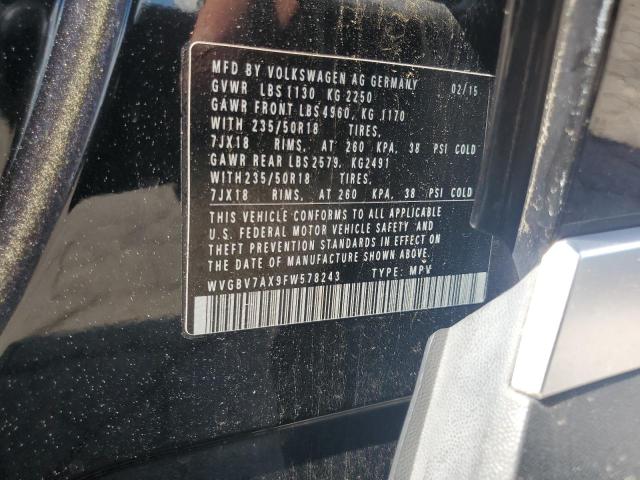 MFD BY VOLKSWAGEN AG GERMANY 02/15
GVWR LBS 1130 KG 2250
GAWR FRONT LBS 4960, KG 1170
WITH 235/50R18 TIRES,
7JX18 RIMS, AT 260 KPA, 38 PSI COLD
GAWR REAR LBS 2579, KG2491
WITH235/50R18 TIRES,
7JX18 RIMS, AT 260 KPA, 38 PSI COLD
THIS VEHICLE CONFORMS TO ALL APPLICABLE
U.S. FEDERAL MOTOR VEHICLE SAFETY AND
THEFT PREVENTION STANDARDS IN EFFECT ON
THE DATE OF MANUFACTURE SHOWN ABOVE.
WVGBV7AX9FW578243 TYPE: MPV